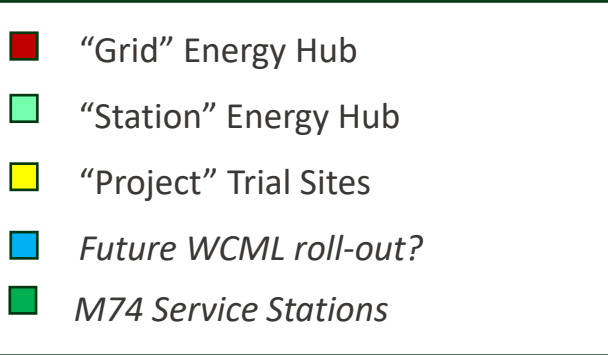 “Grid” Energy Hub
“Station” Energy Hub
“Project” Trial Sites
Future WCML roll-out?
M74 Service Stations